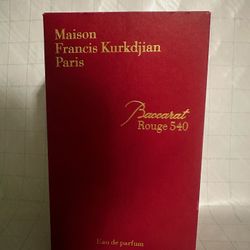 Maison
Francis Kurkdjian
Paris
Baccarat
Rouge 540
Eau de parfum